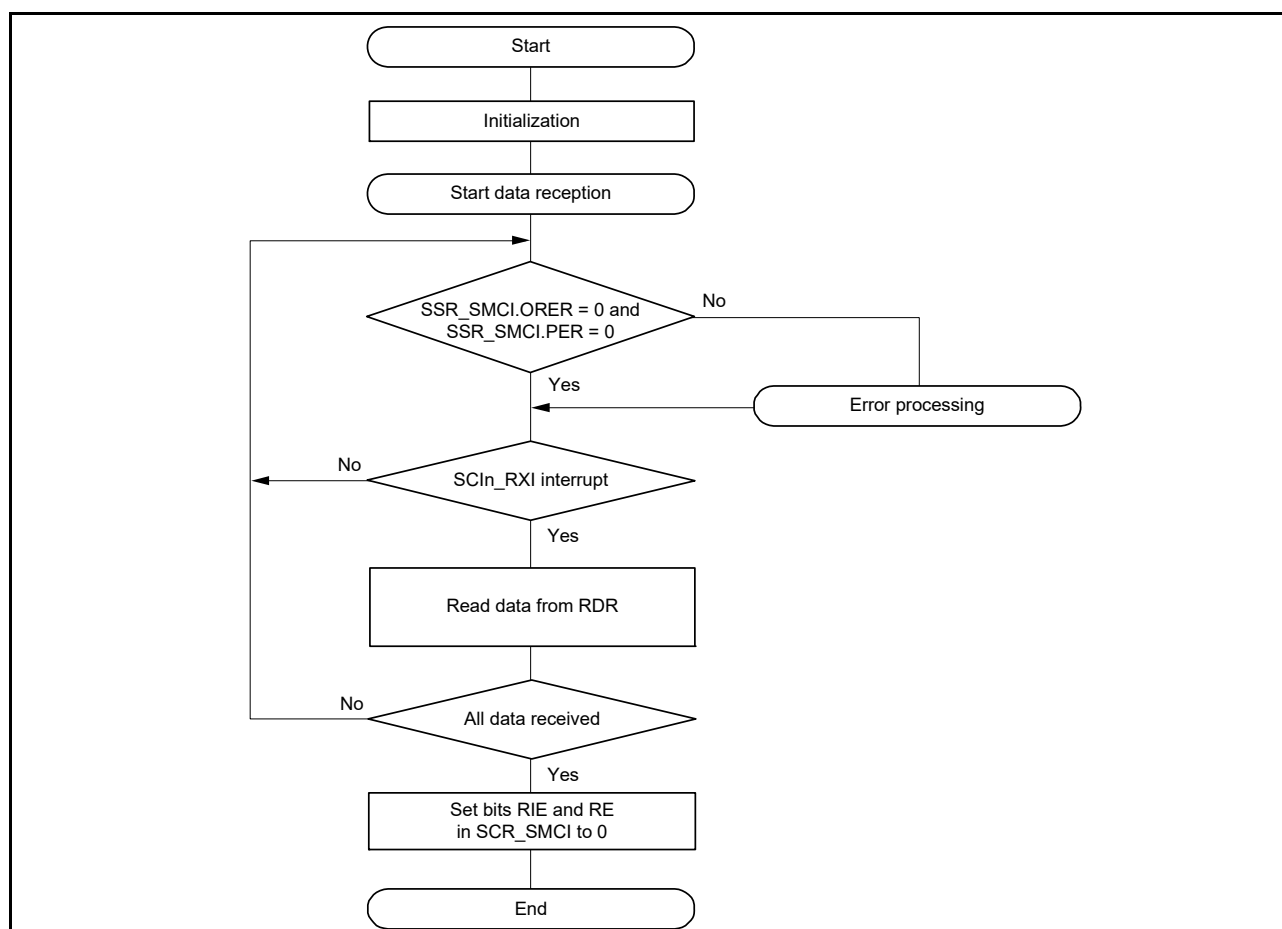 Start
Initialization
Start data reception
SSR_SMCI.ORER = 0 and
SSR_SMCI.PER = 0
No
Yes
Error processing
No
SCIn_RXI interrupt
Yes
Read data from RDR
No
All data received
Yes
Set bits RIE and RE
in SCR_SMCI to 0
End